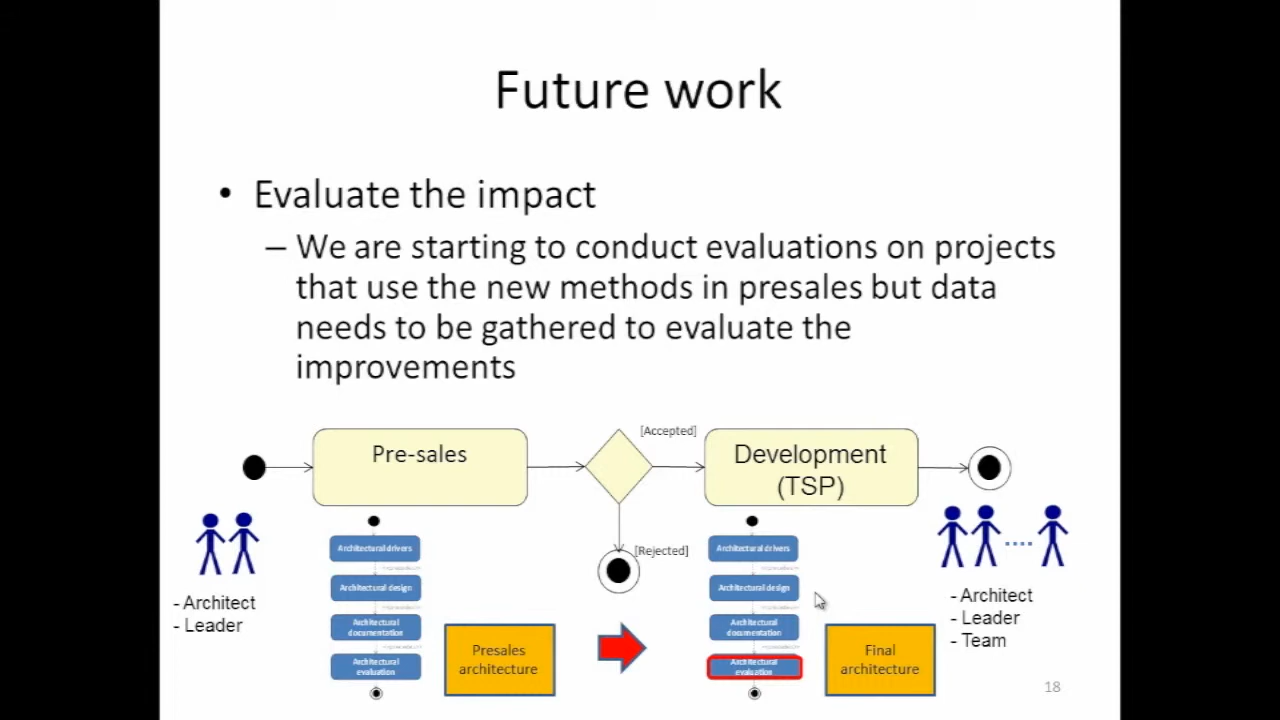 Future work
• Evaluate the impact
– We are starting to conduct evaluations on projects
that use the new methods in presales but data
needs to be gathered to evaluate the
improvements
Pre-sales
[Accepted]
Development
(TSP)
[Rejected]
- Architect
- Leader
Architectural drivers
Architectural design
Architectural
documentation
Architectural
evaluation
Presales
architecture
Architectural drivers
Architectural design
Architectural
documentation
Architectural
evaluation
Final
architecture
- Architect
- Leader
- Team
18